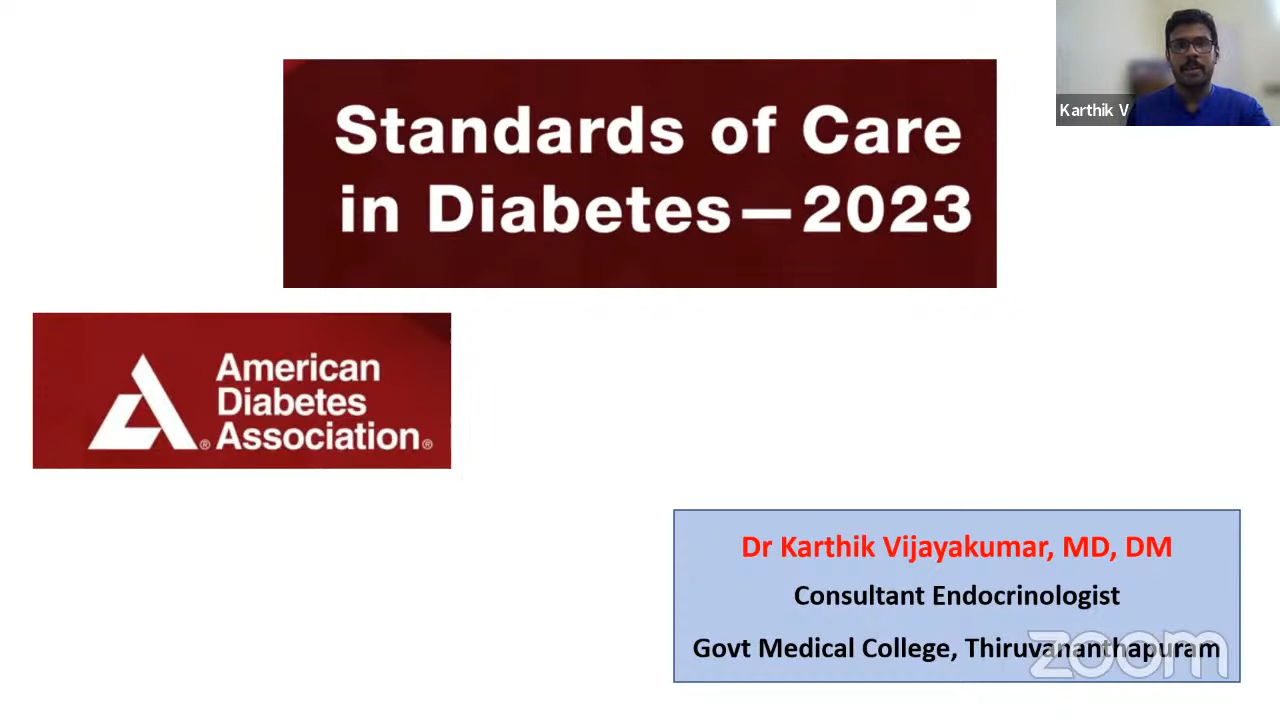 Karthik V
Standards of Care
in Diabetes—2023
American
Diabetes
® Association®
Dr Karthik Vijayakumar, MD, DM
Consultant Endocrinologist
Govt Medical College, Thiruvananthapuram
zoom